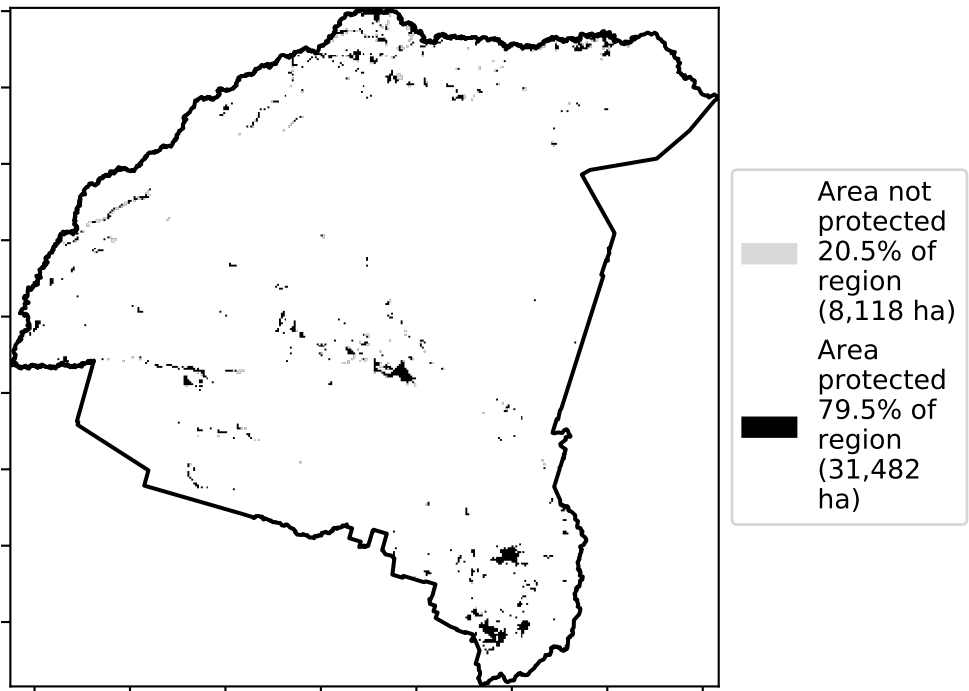 Area not
protected
20.5% of
region
(8,118 ha)
Area
protected
79.5% of
region
(31,482
ha)